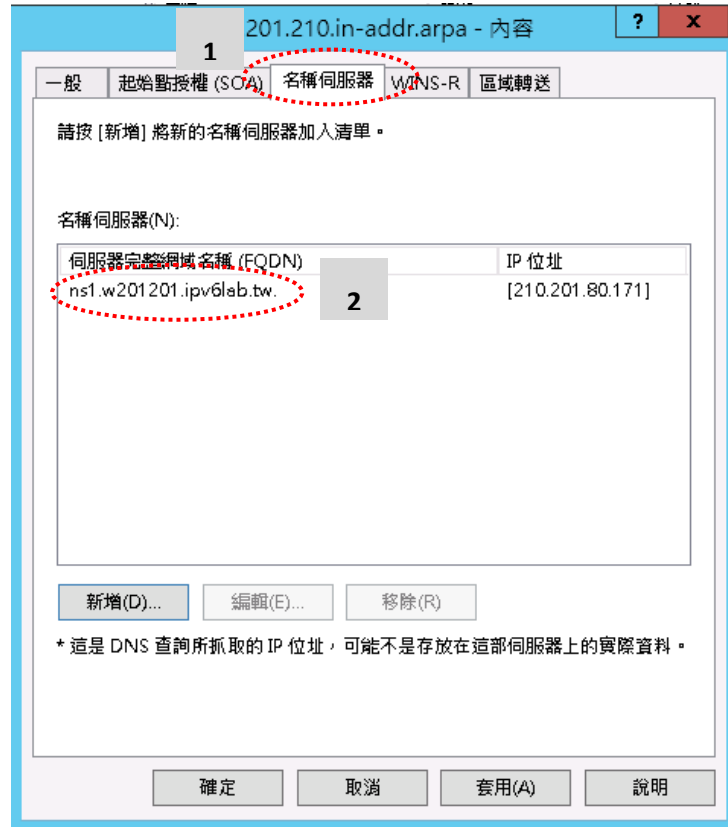 201.210.in-addr.arpa - 內容 ? x
1
一般 起始點授權 (SOA) 名稱伺服器 WINS-R 區域轉送
請按 [新增] 將新的名稱伺服器加入清單。
名稱伺服器(N):
伺服器完整網域名稱 (FQDN) IP 位址
ns1.w201201.ipv6lab.tw. [210.201.80.171]
2
新增(D)... 編輯(E)... 移除(R)
* 這是 DNS 查詢所抓取的 IP 位址，可能不是存放在這部伺服器上的實際資料。
確定 取消 套用(A) 說明